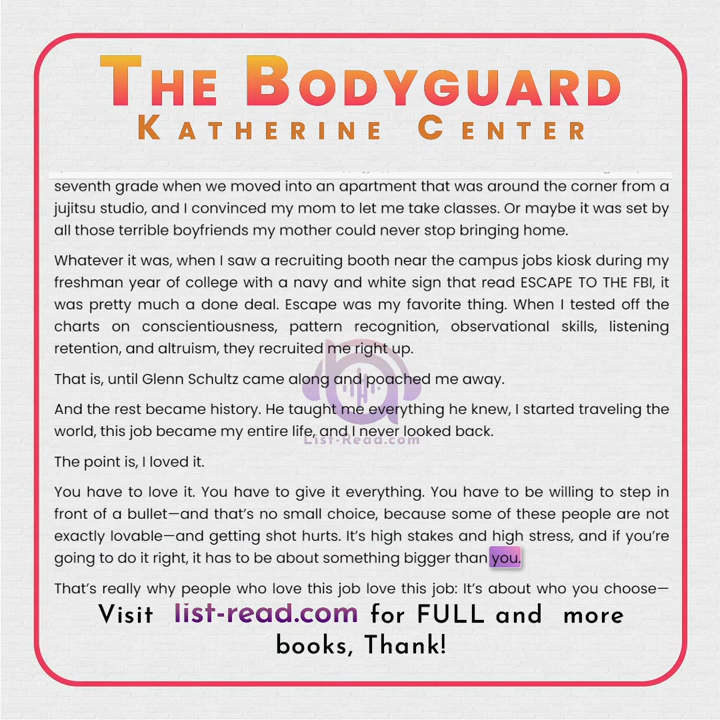 The Bodyguard
Katherine Center
seventh grade when we moved into an apartment that was around the corner from a
jujitsu studio, and I convinced my mom to let me take classes. Or maybe it was set by
all those terrible boyfriends my mother could never stop bringing home.
Whatever it was, when I saw a recruiting booth near the campus jobs kiosk during my
freshman year of college with a navy and white sign that read ESCAPE TO THE FBI, it
was pretty much a done deal. Escape was my favorite thing. When I tested off the
charts on conscientiousness, pattern recognition, observational skills, listening
retention, and altruism, they recruited me right up.
That is, until Glenn Schultz came along and poached me away.
And the rest became history. He taught me everything he knew, I started traveling the
world, this job became my entire life, and I never looked back.
List-Read.com
The point is, I loved it.
You have to love it. You have to give it everything. You have to be willing to step in
front of a bullet—and that's no small choice, because some of these people are not
exactly lovable—and getting shot hurts. It's high stakes and high stress, and if you're
going to do it right, it has to be about something bigger than you.
That's really why people who love this job love this job: It's about who you choose—
Visit list-read.com for FULL and more
books, Thank!